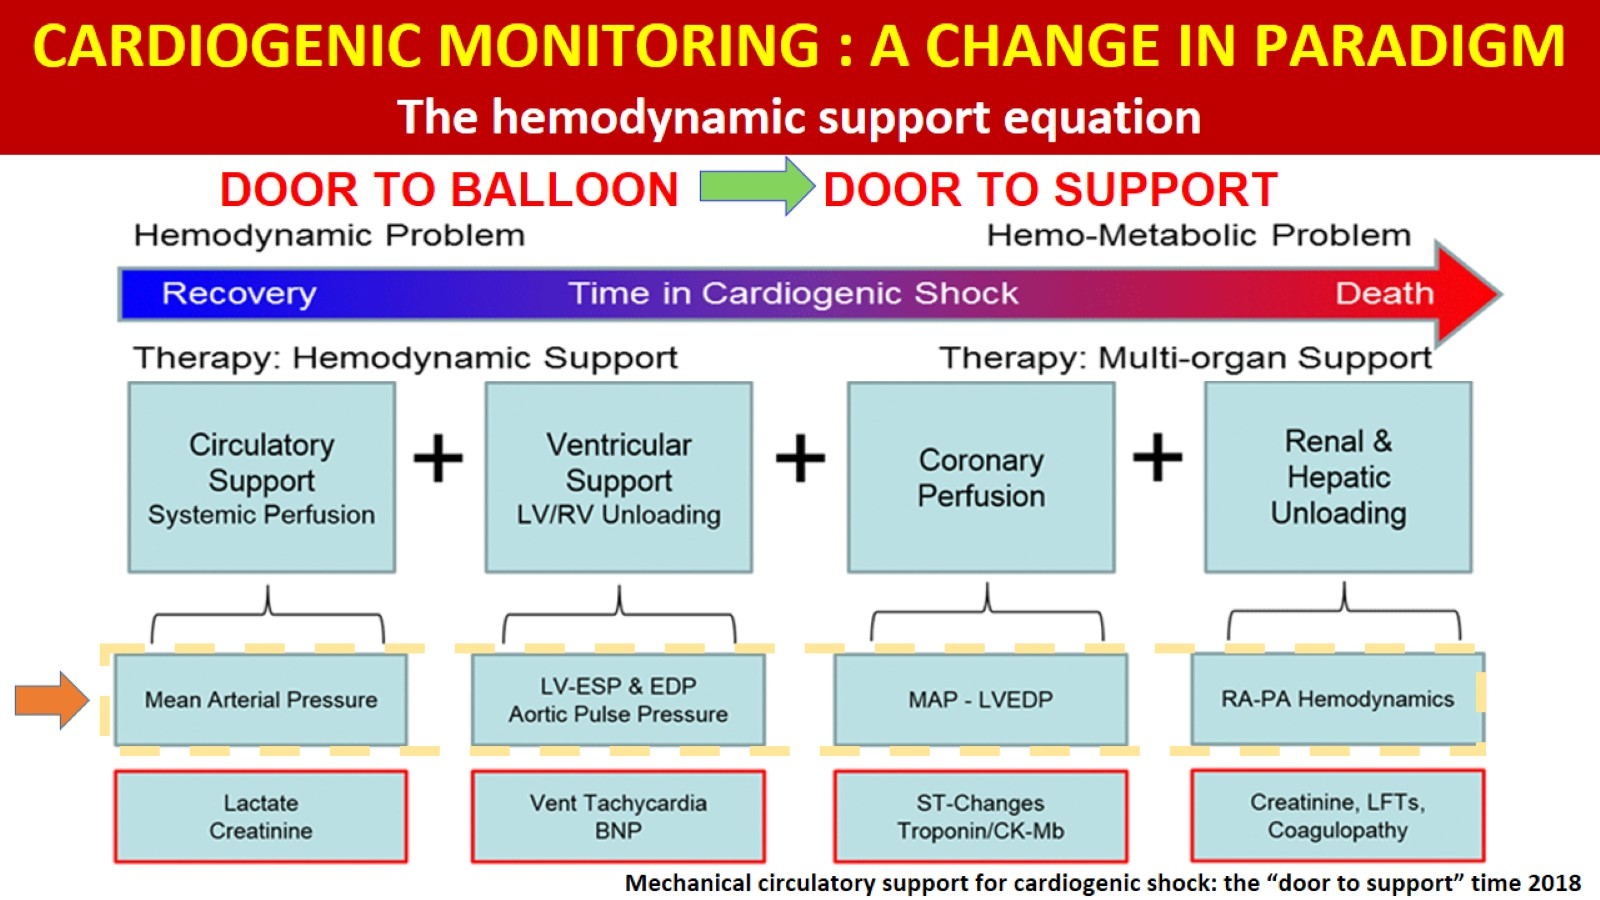 CARDIOGENIC MONITORING : A CHANGE IN PARADIGM
The hemodynamic support equation
DOOR TO BALLOON
DOOR TO SUPPORT
Hemodynamic Problem
Hemo-Metabolic Problem
Recovery
Time in Cardiogenic Shock
Death
Therapy: Hemodynamic Support
Therapy: Multi-organ Support
Circulatory
Support
Systemic Perfusion
+
Ventricular
Support
LV/RV Unloading
+
Coronary
Perfusion
+
Renal &
Hepatic
Unloading
Mean Arterial Pressure
LV-ESP & EDP
Aortic Pulse Pressure
MAP - LVEDP
RA-PA Hemodynamics
Lactate
Creatinine
Vent Tachycardia
BNP
ST-Changes
Troponin/CK-Mb
Creatinine, LFTs,
Coagulopathy
Mechanical circulatory support for cardiogenic shock: the “door to support” time 2018